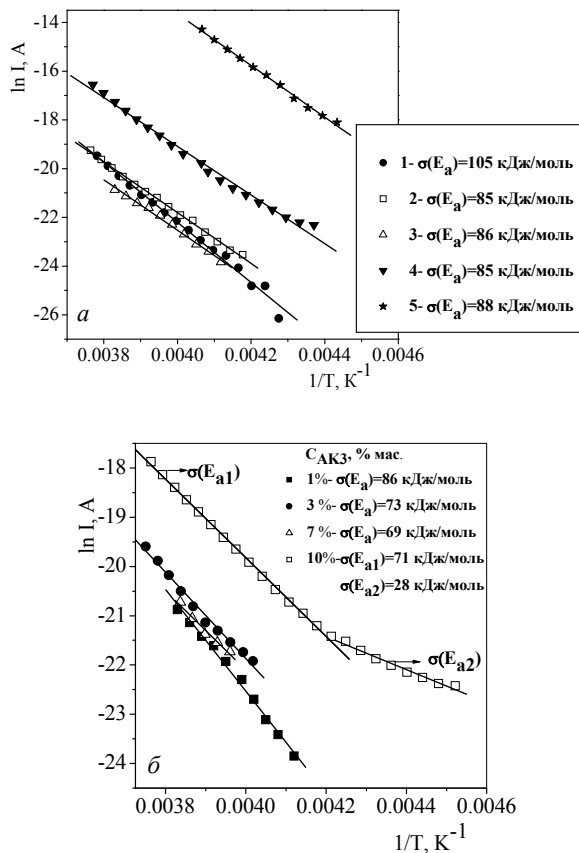 ln I, A
-14
-16
-18
-20
-22
-24
-26
a
0.0038 0.0040 0.0042 0.0044 0.0046
1/T, K⁻¹
1- σ(Eₐ)=105 кДж/моль
2- σ(Eₐ)=85 кДж/моль
3- σ(Eₐ)=86 кДж/моль
4- σ(Eₐ)=85 кДж/моль
5- σ(Eₐ)=88 кДж/моль
ln I, A
-18
-19
-20
-21
-22
-23
-24
б
σ(Eₐ₁)
C_АК3, % мас.
1%- σ(Eₐ)=86 кДж/моль
3 %- σ(Eₐ)=73 кДж/моль
7 %- σ(Eₐ)=69 кДж/моль
10%-σ(Eₐ₁)=71 кДж/моль
σ(Eₐ₂)=28 кДж/моль
σ(Eₐ₂)
0.0038 0.0040 0.0042 0.0044 0.0046
1/T, K⁻¹